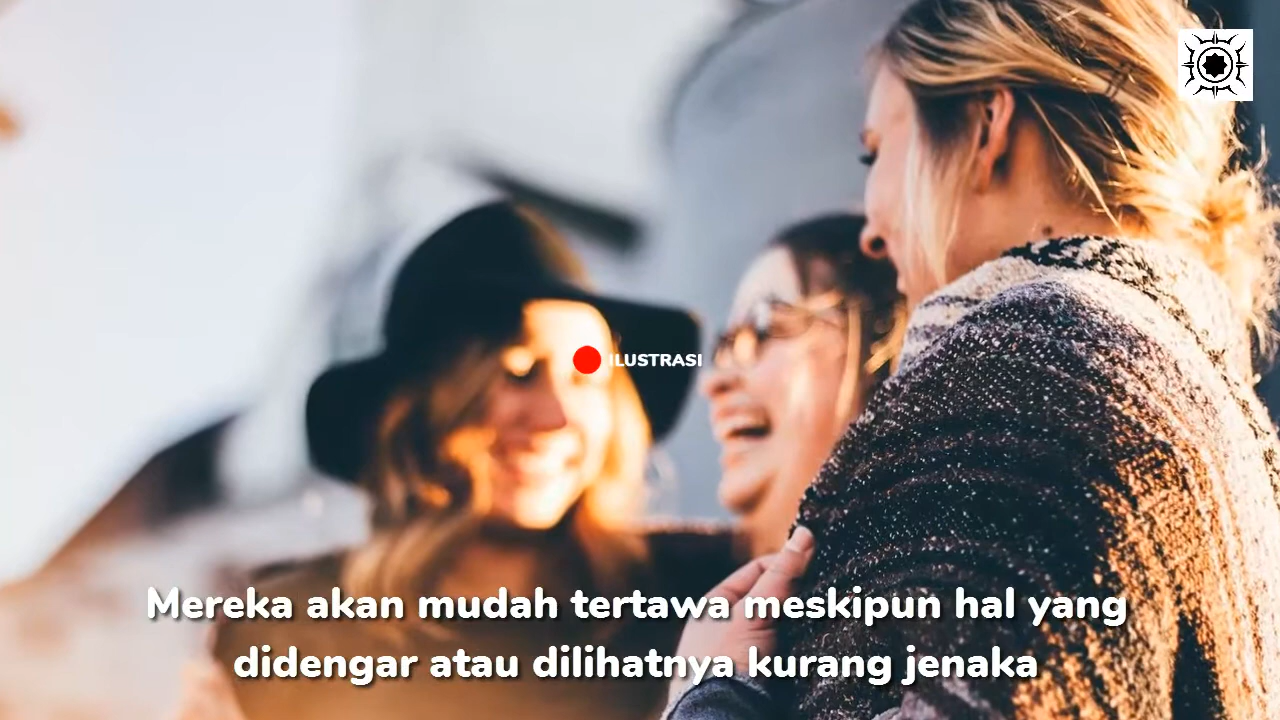 ILUSTRASI
Mereka akan mudah tertawa meskipun hal yang
didengar atau dilihatnya kurang jenaka